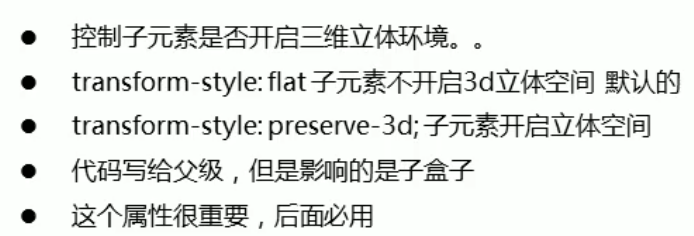 ● 控制子元素是否开启三维立体环境。。
● transform-style: flat 子元素不开启3d立体空间 默认的
● transform-style: preserve-3d; 子元素开启立体空间
● 代码写给父级，但是影响的是子盒子
● 这个属性很重要，后面必用